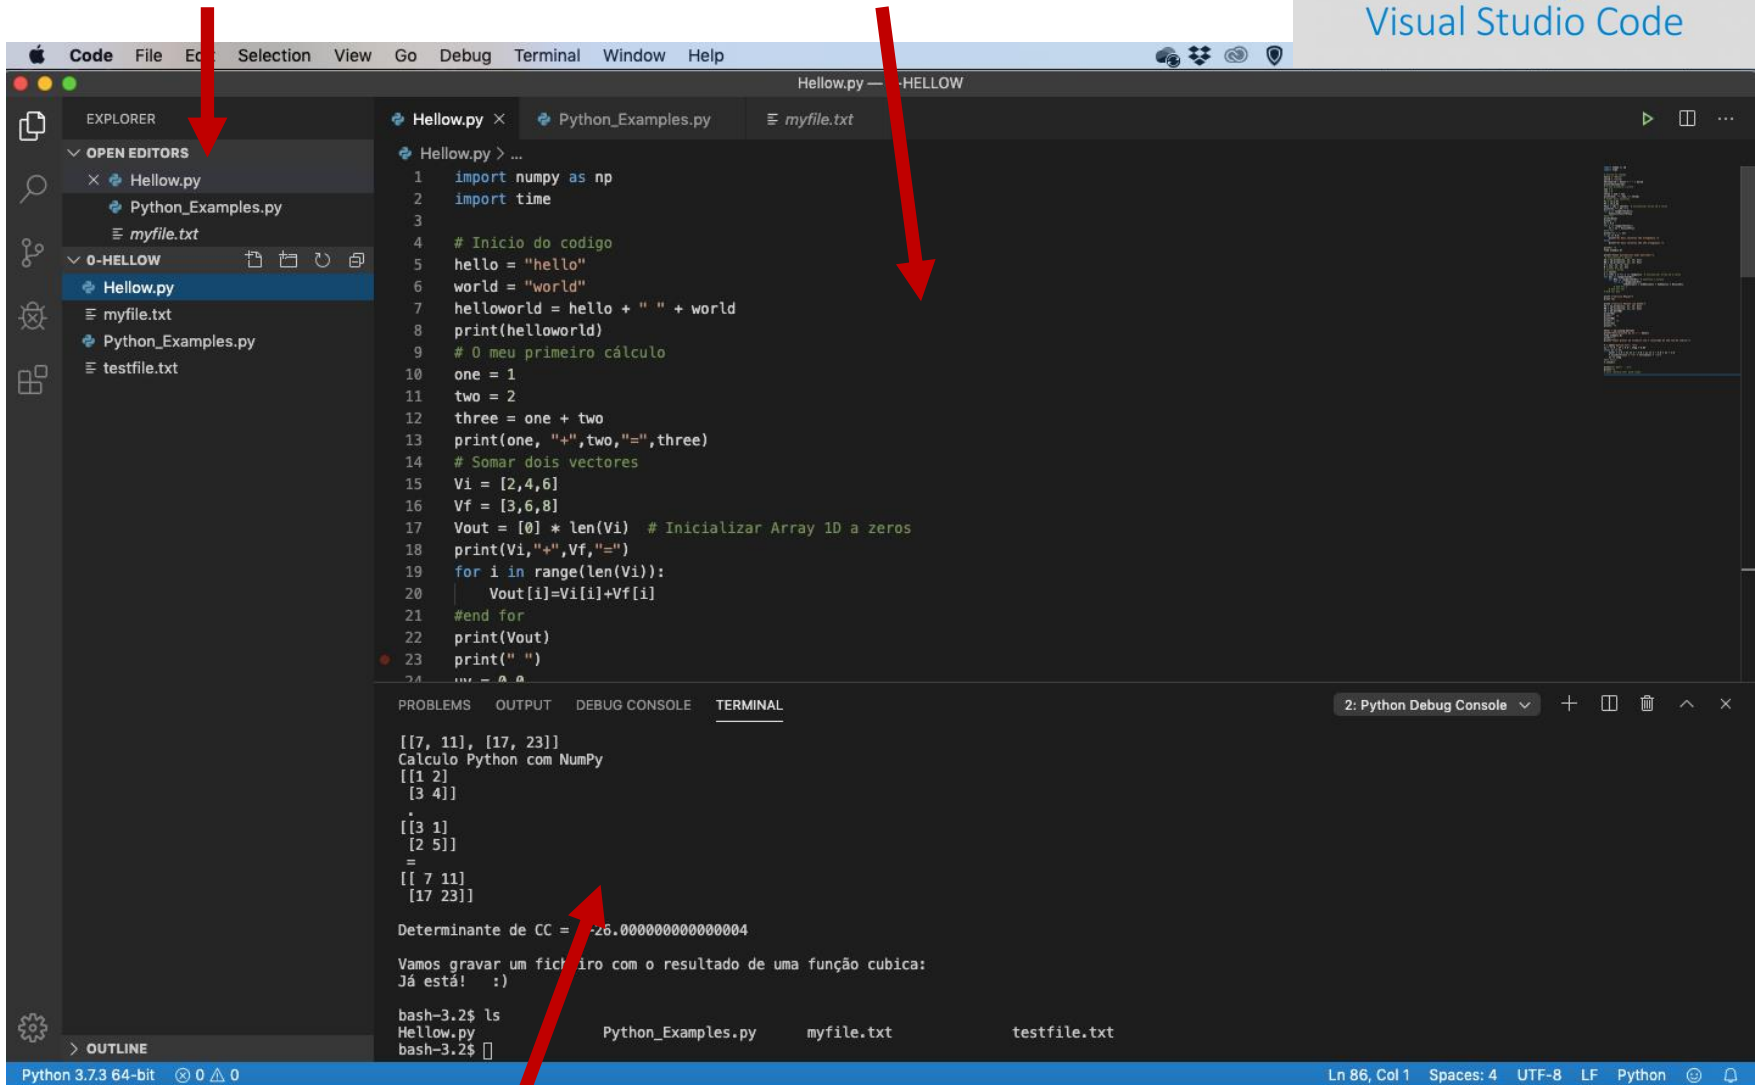 Visual Studio Code
Code File Selection View Go Debug Terminal Window Help
Hellow.py — -HELLOW
EXPLORER
OPEN EDITORS
Hellow.py
Python_Examples.py
myfile.txt
0-HELLOW
Hellow.py
myfile.txt
Python_Examples.py
testfile.txt
OUTLINE
Hellow.py Python_Examples.py myfile.txt
Hellow.py > ...
1 import numpy as np
2 import time
3
4 # Inicio do codigo
5 hello = "hello"
6 world = "world"
7 helloworld = hello + " " + world
8 print(helloworld)
9 # O meu primeiro cálculo
10 one = 1
11 two = 2
12 three = one + two
13 print(one, "+",two,"=",three)
14 # Somar dois vectores
15 Vi = [2,4,6]
16 Vf = [3,6,8]
17 Vout = [0] * len(Vi) # Inicializar Array 1D a zeros
18 print(Vi,"+",Vf,"=")
19 for i in range(len(Vi)):
20 Vout[i]=Vi[i]+Vf[i]
21 #end for
22 print(Vout)
23 print(" ")
24
PROBLEMS OUTPUT DEBUG CONSOLE TERMINAL 2: Python Debug Console
[[7, 11], [17, 23]]
Calculo Python com NumPy
[[1 2]
[3 4]]
.
[[3 1]
[2 5]]
=
[[ 7 11]
[17 23]]
Determinante de CC = -26.000000000000004
Vamos gravar um ficheiro com o resultado de uma função cubica:
Já está! :)
bash-3.2$ ls
Hellow.py Python_Examples.py myfile.txt testfile.txt
bash-3.2$
Python 3.7.3 64-bit 0 0 Ln 86, Col 1 Spaces: 4 UTF-8 LF Python